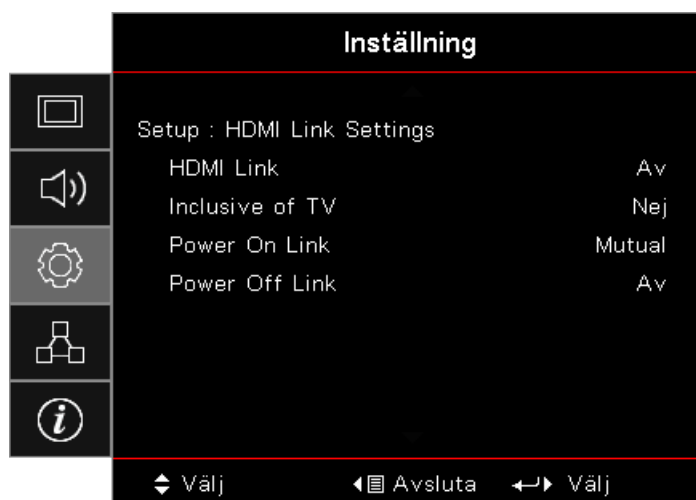 Inställning
Setup : HDMI Link Settings
HDMI Link Av
Inclusive of TV Nej
Power On Link Mutual
Power Off Link Av
Välj Avsluta Välj